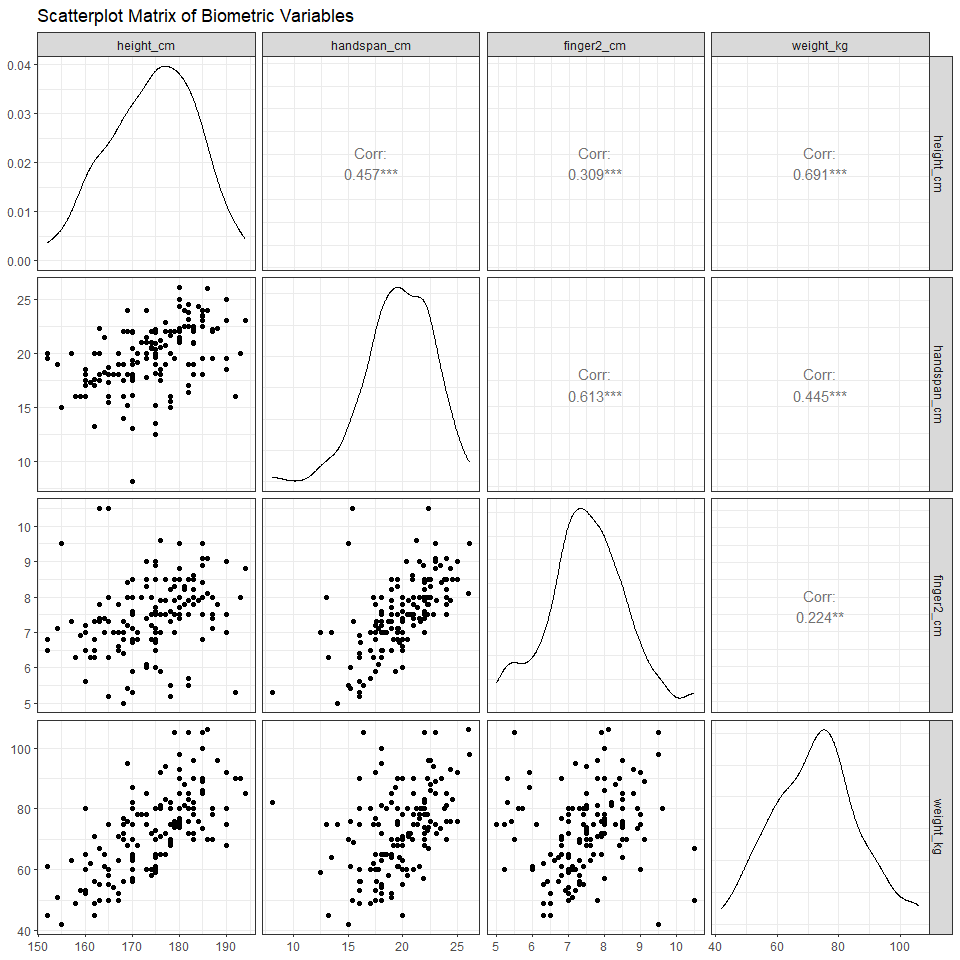 Scatterplot Matrix of Biometric Variables
height_cm handspan_cm finger2_cm weight_kg
0.04
0.03
0.02
0.01
0.00
Corr:
0.457***
Corr:
0.309***
Corr:
0.691***
height_cm
25
20
15
10
Corr:
0.613***
Corr:
0.445***
handspan_cm
10
9
8
7
6
5
Corr:
0.224**
finger2_cm
100
80
60
40
weight_kg
150 160 170 180 190 10 15 20 25 5 6 7 8 9 10 40 60 80 100